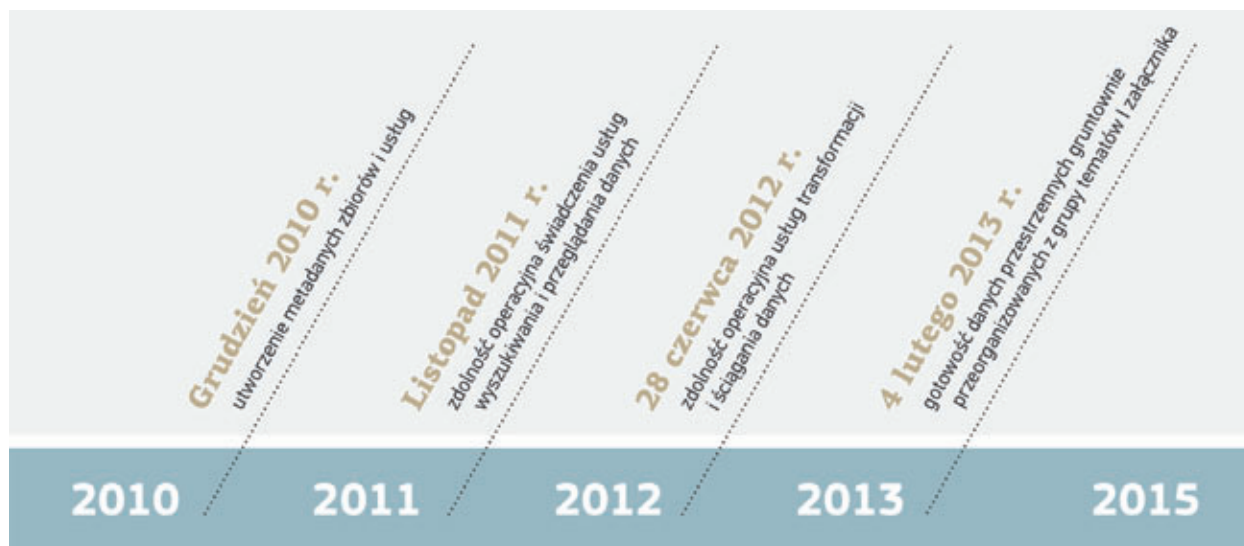 Grudzień 2010 r.
utworzenie metadanych zbiorów i usług
Listopad 2011 r.
zdolność operacyjna świadczenia usług
wyszukiwania i przeglądania danych
28 czerwca 2012 r.
zdolność operacyjna usług transformacji
i ściągania danych
4 lutego 2013 r.
gotowość danych przestrzennych gruntownie
przeorganizowanych z grupy tematów I załącznika
2010
2011
2012
2013
2015